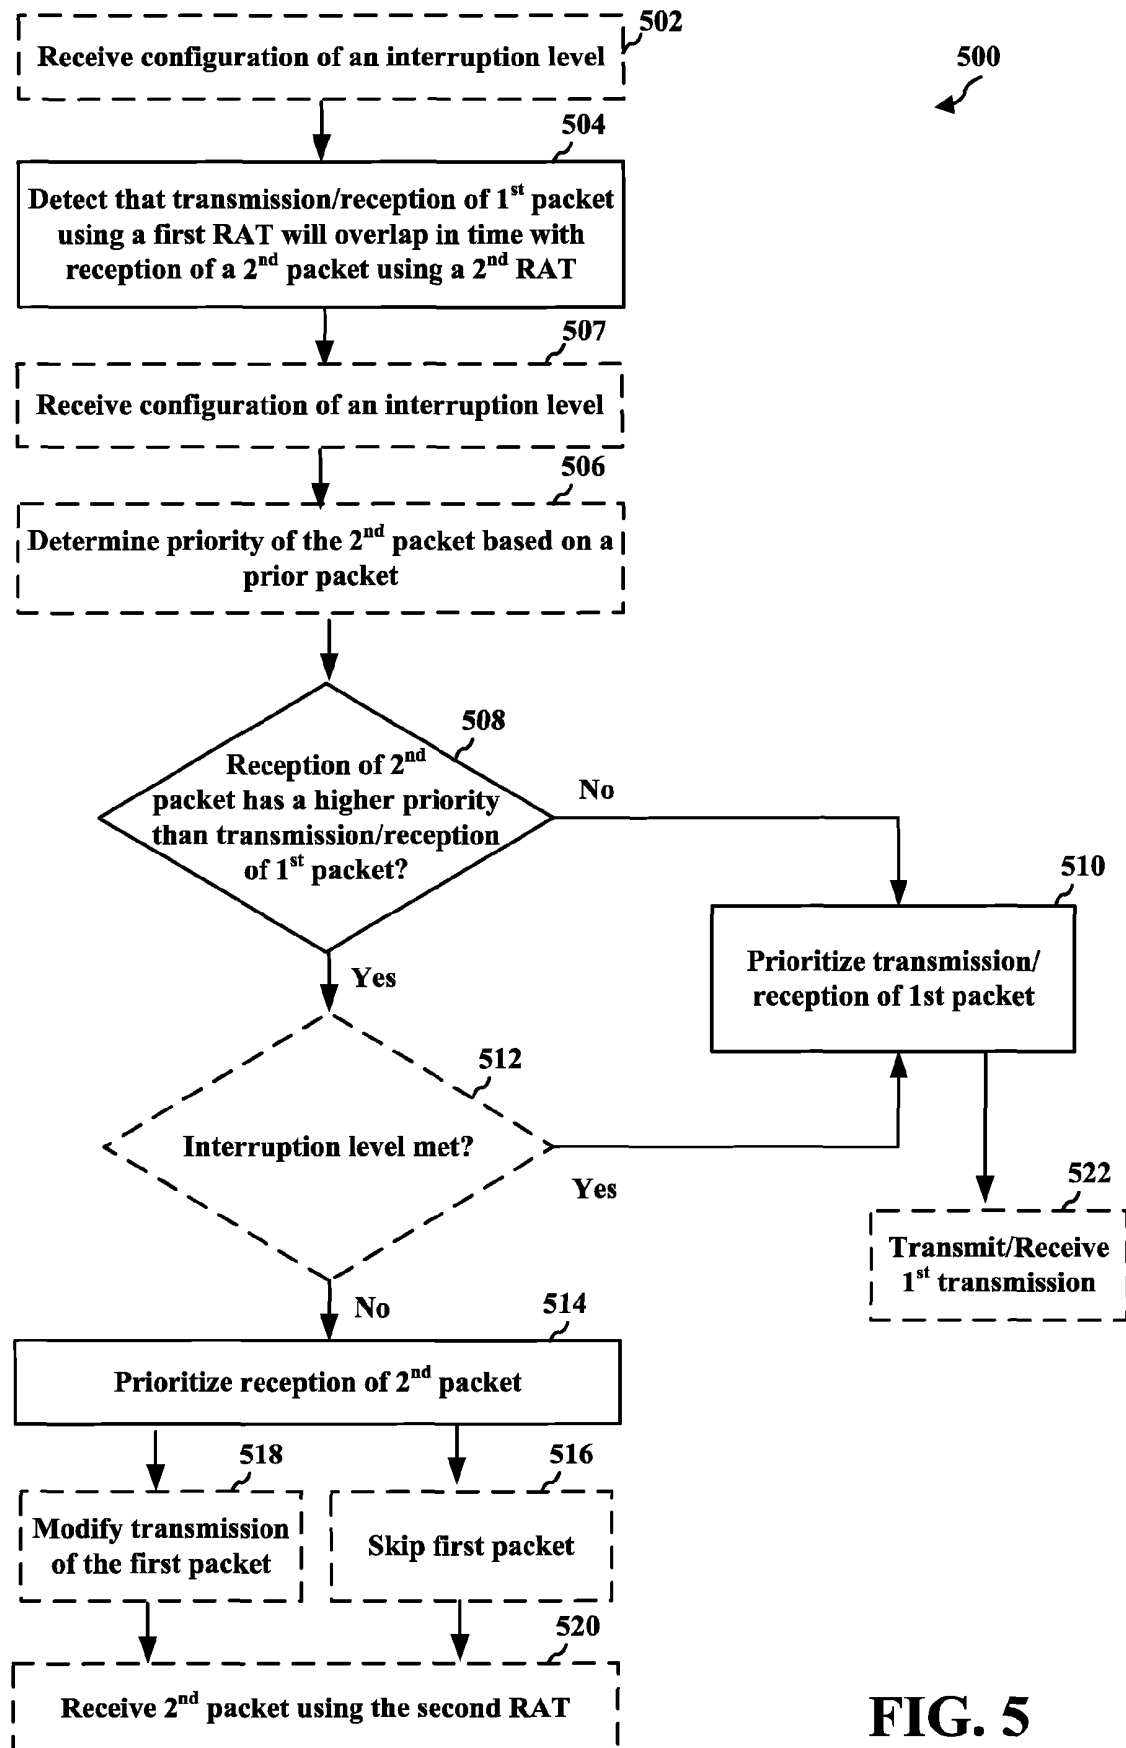 502
Receive configuration of an interruption level
500
504
Detect that transmission/reception of 1st packet
using a first RAT will overlap in time with
reception of a 2nd packet using a 2nd RAT
507
Receive configuration of an interruption level
506
Determine priority of the 2nd packet based on a
prior packet
508
Reception of 2nd
packet has a higher priority
than transmission/reception
of 1st packet?
No
510
Prioritize transmission/
reception of 1st packet
Yes
512
Interruption level met?
Yes
522
Transmit/Receive
1st transmission
No
514
Prioritize reception of 2nd packet
518
Modify transmission
of the first packet
516
Skip first packet
520
Receive 2nd packet using the second RAT
FIG. 5